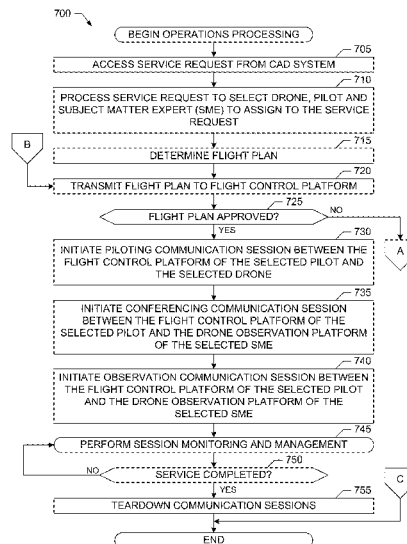 700
BEGIN OPERATIONS PROCESSING
705
ACCESS SERVICE REQUEST FROM CAD SYSTEM
710
PROCESS SERVICE REQUEST TO SELECT DRONE, PILOT AND
SUBJECT MATTER EXPERT (SME) TO ASSIGN TO THE SERVICE
REQUEST
B
715
DETERMINE FLIGHT PLAN
720
TRANSMIT FLIGHT PLAN TO FLIGHT CONTROL PLATFORM
725
FLIGHT PLAN APPROVED?
NO
YES
A
730
INITIATE PILOTING COMMUNICATION SESSION BETWEEN THE
FLIGHT CONTROL PLATFORM OF THE SELECTED PILOT AND
THE SELECTED DRONE
735
INITIATE CONFERENCING COMMUNICATION SESSION
BETWEEN THE FLIGHT CONTROL PLATFORM OF THE
SELECTED PILOT AND THE DRONE OBSERVATION PLATFORM
OF THE SELECTED SME
740
INITIATE OBSERVATION COMMUNICATION SESSION BETWEEN
THE FLIGHT CONTROL PLATFORM OF THE SELECTED PILOT
AND THE DRONE OBSERVATION PLATFORM OF THE
SELECTED SME
745
PERFORM SESSION MONITORING AND MANAGEMENT
750
NO
SERVICE COMPLETED?
C
YES
755
TEARDOWN COMMUNICATION SESSIONS
END